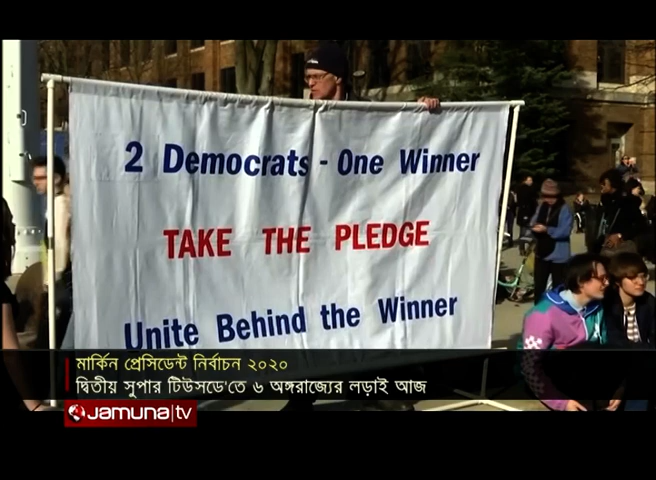 2 Democrats - One Winner
TAKE THE PLEDGE
Unite Behind the Winner
মার্কিন প্রেসিডেন্ট নির্বাচন ২০২০
দ্বিতীয় সুপার টিউসডে'তে ৬ অঙ্গরাজ্যের লড়াই আজ
Jamuna|tv